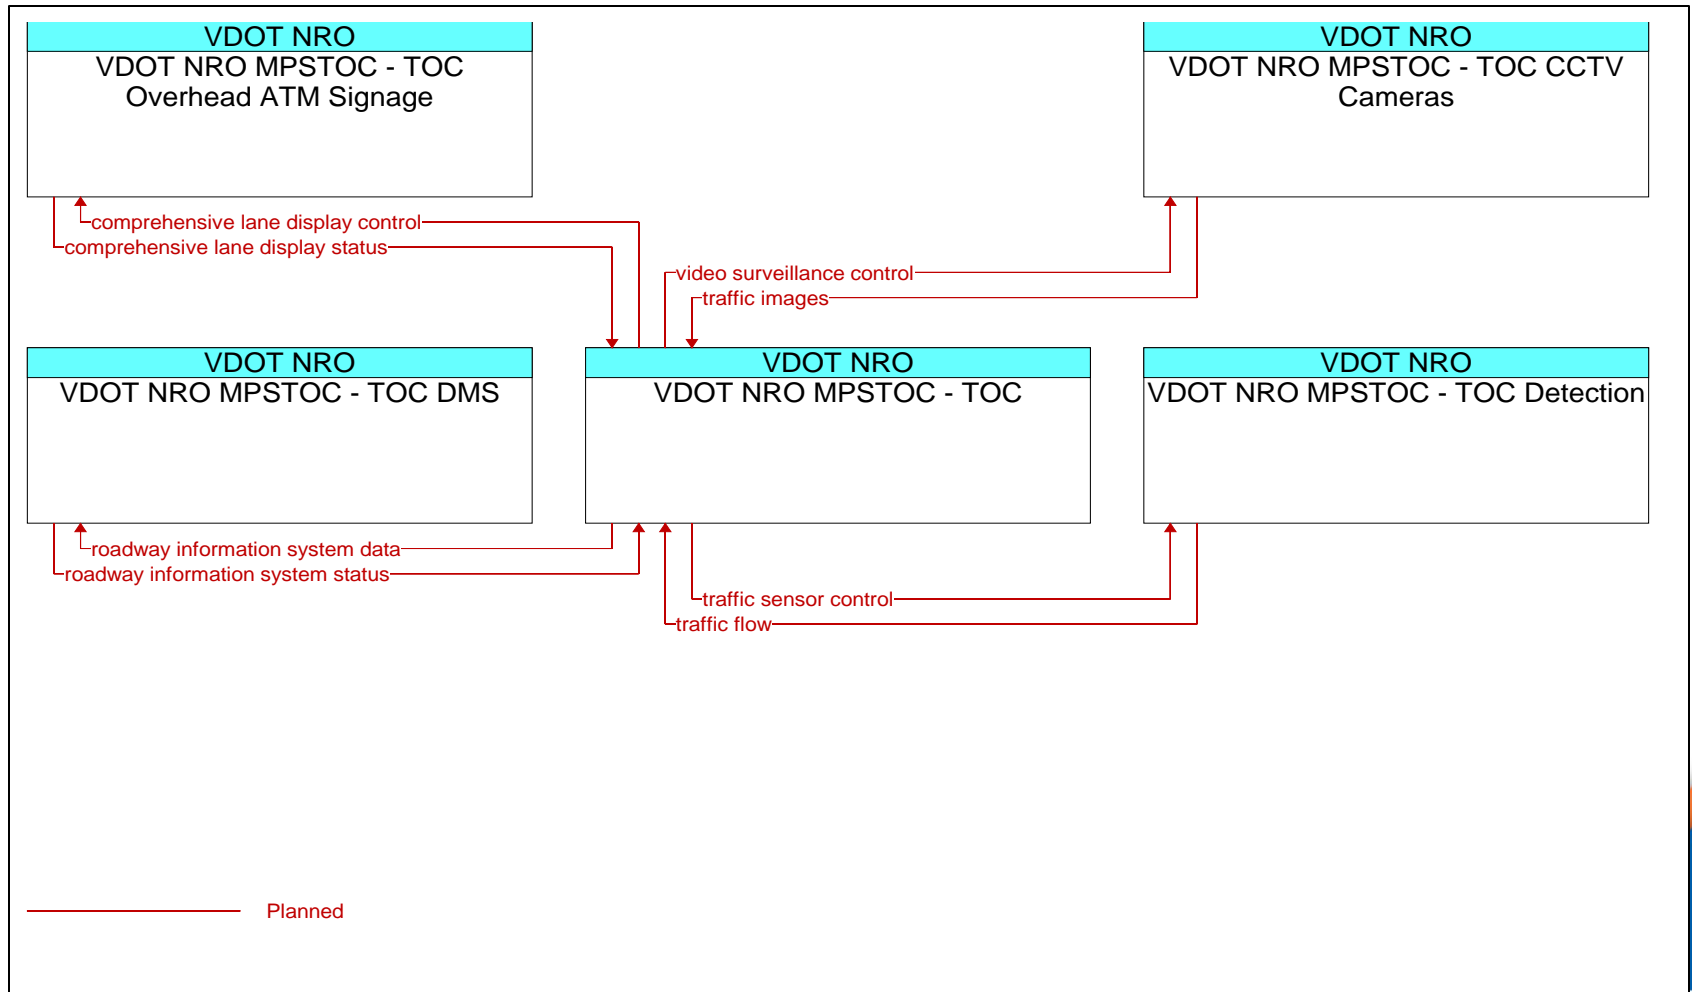 VDOT NRO
VDOT NRO MPSTOC - TOC
Overhead ATM Signage
VDOT NRO
VDOT NRO MPSTOC - TOC CCTV
Cameras
comprehensive lane display control
comprehensive lane display status
video surveillance control
traffic images
VDOT NRO
VDOT NRO MPSTOC - TOC DMS
VDOT NRO
VDOT NRO MPSTOC - TOC
VDOT NRO
VDOT NRO MPSTOC - TOC Detection
roadway information system data
roadway information system status
traffic sensor control
traffic flow
Planned